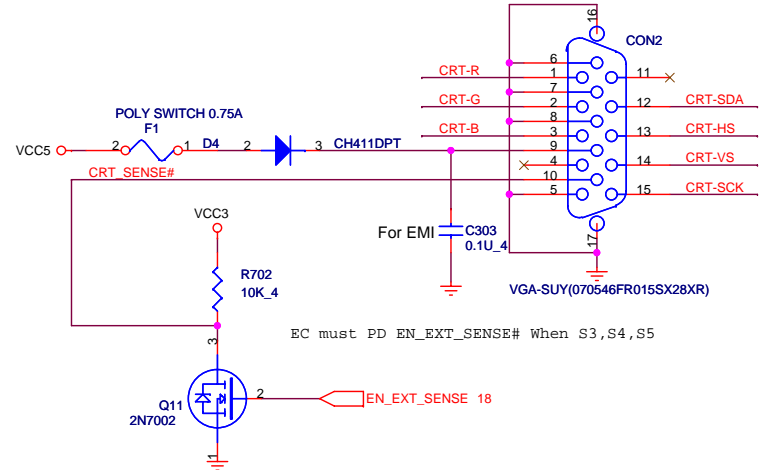 16
CON2
6
CRT-R
1
11
7
CRT-G
2
12
CRT-SDA
POLY SWITCH 0.75A
F1
8
CRT-B
3
13
CRT-HS
VCC5
2
1
D4
2
3
CH411DPT
9
4
14
CRT-VS
CRT_SENSE#
10
5
15
CRT-SCK
VCC3
For EMI
C303
0.1U_4
17
R702
10K_4
VGA-SUY(070546FR015SX28XR)
EC must PD EN_EXT_SENSE# When S3,S4,S5
3
Q11
2N7002
2
EN_EXT_SENSE 18
1